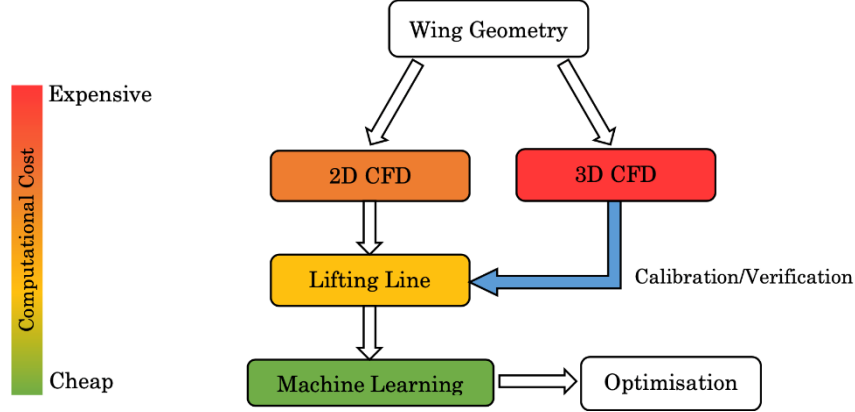 Wing Geometry
Expensive
Computational Cost
2D CFD
3D CFD
Lifting Line
Calibration/Verification
Cheap
Machine Learning
Optimisation